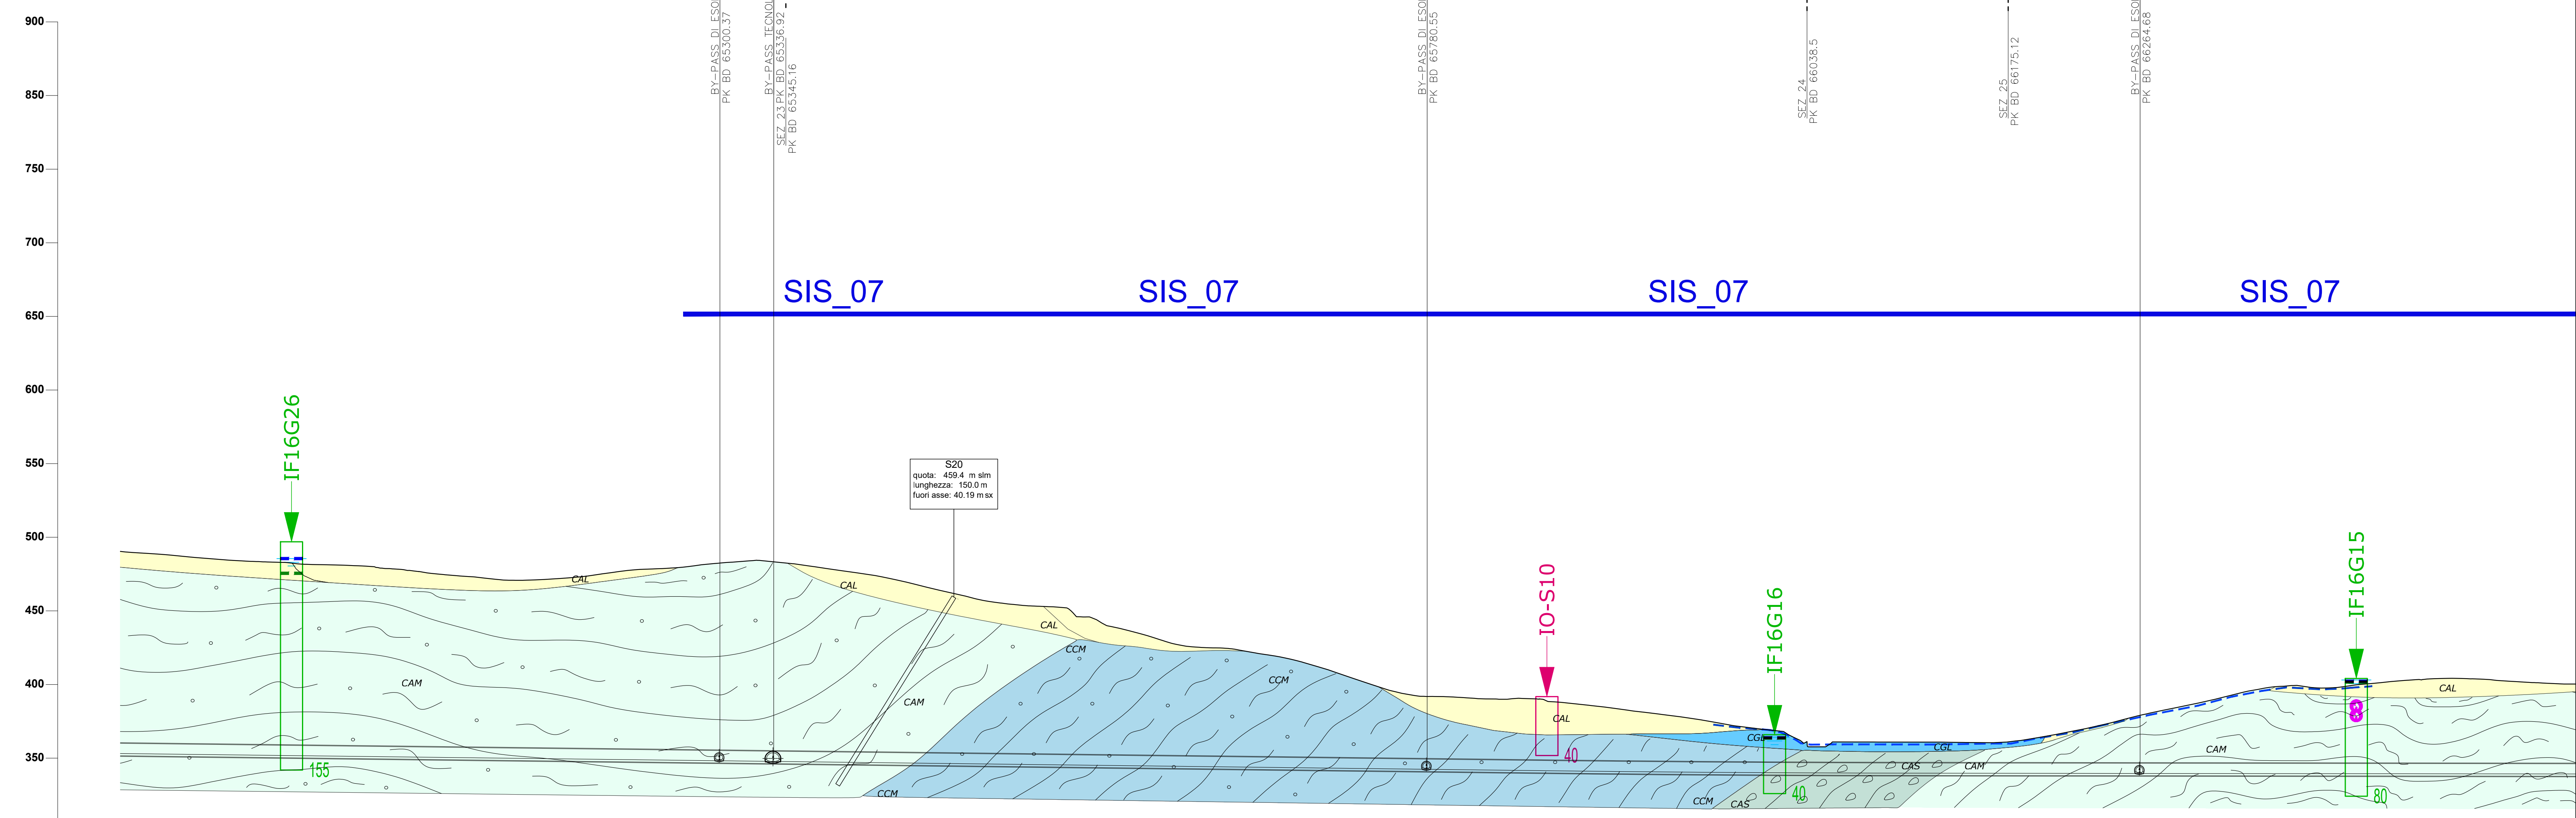 BY-PASS DI ESO
PK BD 65300.37
BY-PASS TECNOL
PK BD 65336.92
SEZ 23
PK BD 65345.16
BY-PASS DI ESO
PK BD 65780.55
SEZ 24
PK BD 66038.5
SEZ 25
PK BD 66175.12
BY-PASS DI ESO
PK BD 66264.68
900
850
800
750
700
650
600
550
500
450
400
350
SIS_07
SIS_07
SIS_07
SIS_07
IF16G26
155
S20
quota: 459.4 m slm
lunghezza: 150.0 m
fuori asse: 40.19 m sx
IO-S10
40
IF16G16
40
IF16G15
80
CAL
CAL
CAL
CAL
CAL
CAM
CAM
CAM
CAM
CCM
CCM
CCM
CCM
CGL
CGL
CAS
CAS